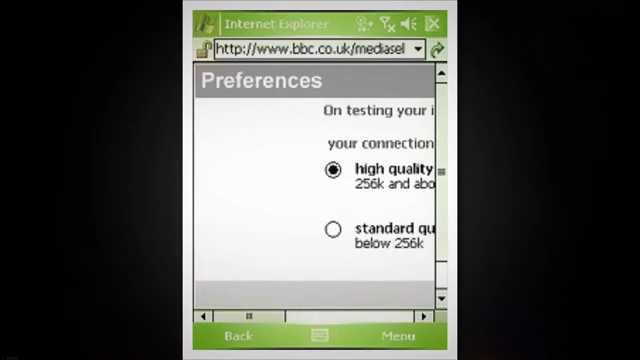 Internet Explorer
http://www.bbc.co.uk/mediasel
Preferences
On testing your i
your connection
high quality
256k and abo
standard qu
below 256k
Back
Menu